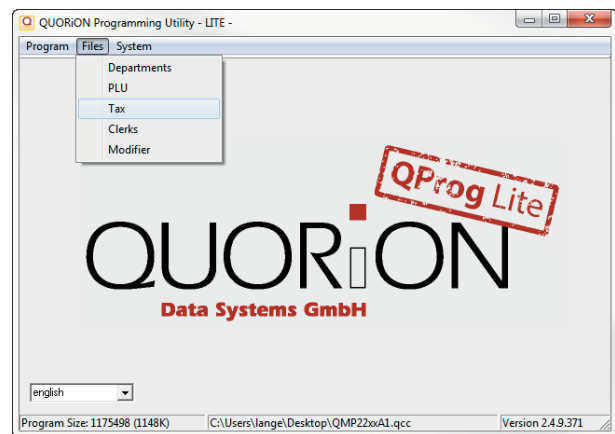 QUORiON Programming Utility - LITE -
Program Files System
Departments
PLU
Tax
Clerks
Modifier
QProg Lite
QUORiON
Data Systems GmbH
english
Program Size: 1175498 (1148K) C:\Users\lange\Desktop\QMP22xxA1.qcc Version 2.4.9.371